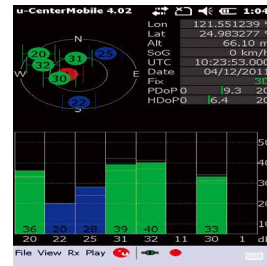 u-CenterMobile 4.02 1:04
Lon 121.551239 °
Lat 24.983277 °
Alt 66.10 m
SoG 0 km/h
UTC 10:23:53.000
Date 04/12/2011
Fix 3D
PDoP 0 9.3 20
HDoP 0 6.4 20
N
20 31 25
32
W E
30
22
S
50
40
30
20
10
36 20 28 39 40 33
20 22 25 31 32 11 30 1 d
File View Rx Play